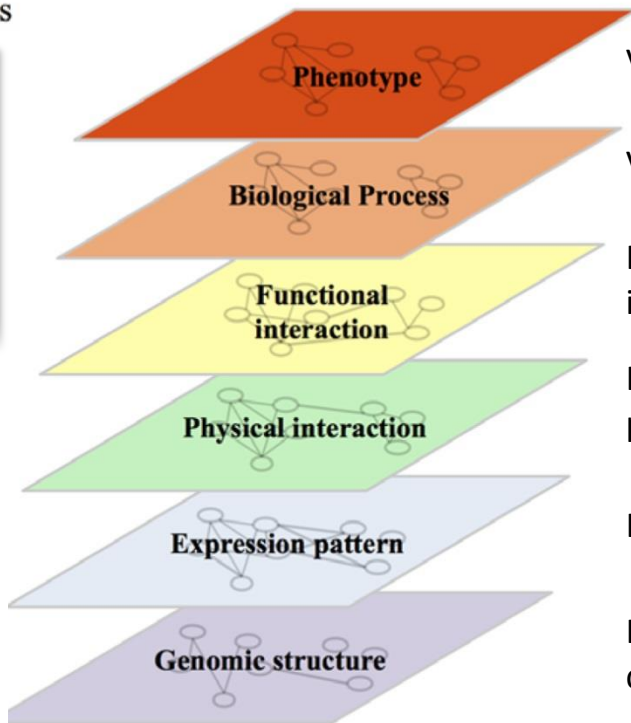 s
Phenotype
Biological Process
Functional
interaction
Physical interaction
Expression pattern
Genomic structure